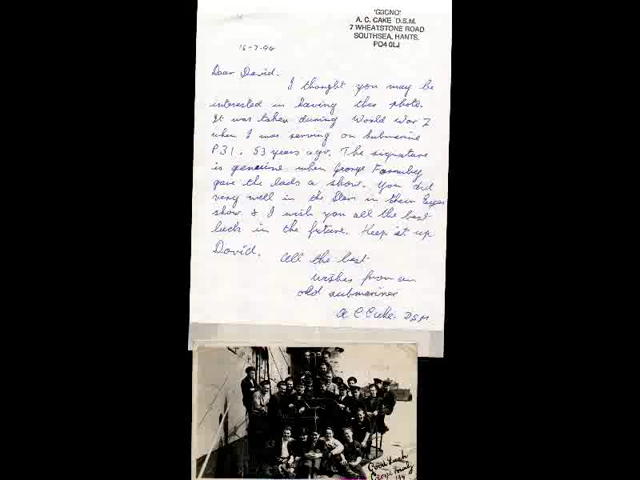 'G3CNO'
A. C. CAKE D.S.M.
7 WHEATSTONE ROAD
SOUTHSEA, HANTS.
PO4 0LJ
15-7-94
Dear David.
I thought you may be
interested in having this photo.
It was taken during World War 2
when I was serving on Submarine
P31. 53 years ago. The signature
is genuine when George Formby
gave the lads a show. You did
very well in the Stars in their Eyes
show & I wish you all the best
luck in the future. Keep it up
David.
All the best
wishes from an
old submariner
A C Cake. DSM
Good Luck
George Formby